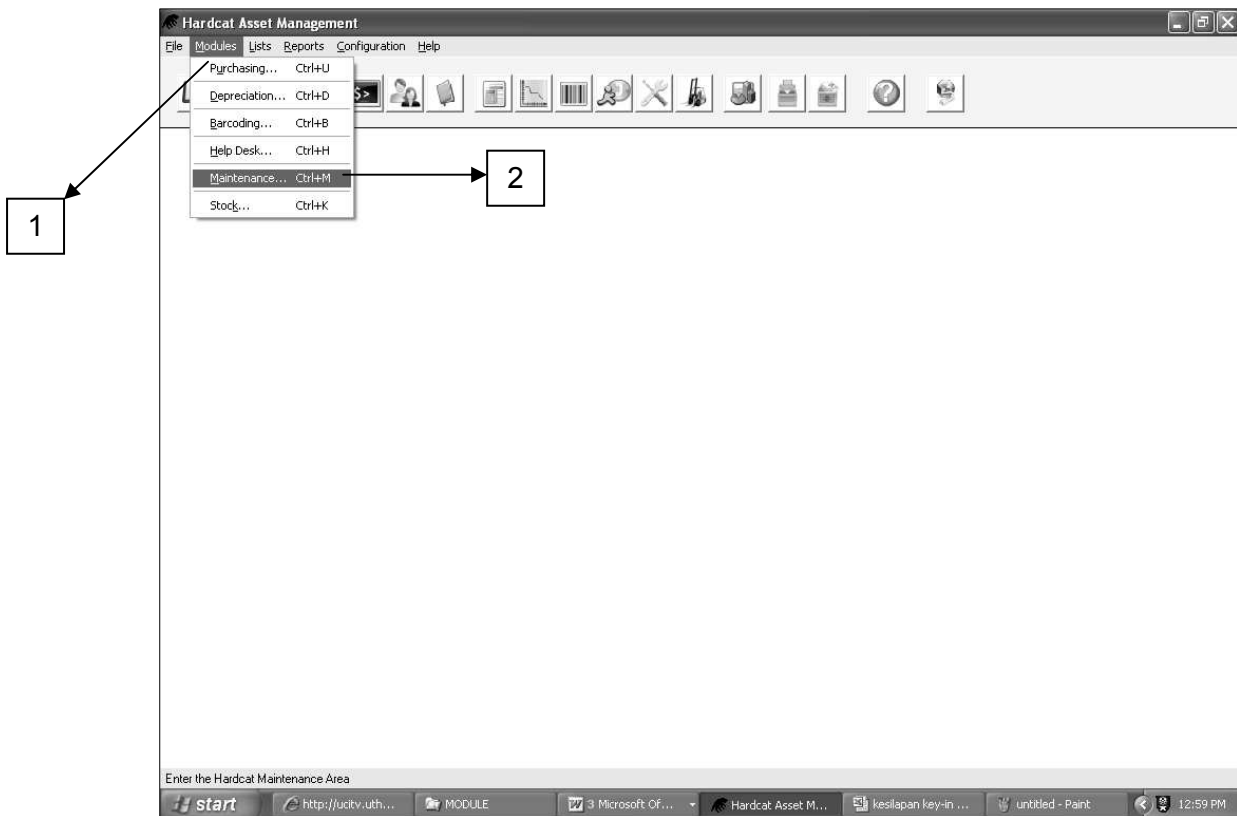 Hardcat Asset Management
File Modules Lists Reports Configuration Help
Purchasing... Ctrl+U
Depreciation... Ctrl+D
Barcoding... Ctrl+B
Help Desk... Ctrl+H
Maintenance... Ctrl+M
Stock... Ctrl+K
$>
1
2
Enter the Hardcat Maintenance Area
start http://ucitv.uth... MODULE 3 Microsoft Of... Hardcat Asset M... kesilapan key-in ... untitled - Paint 12:59 PM